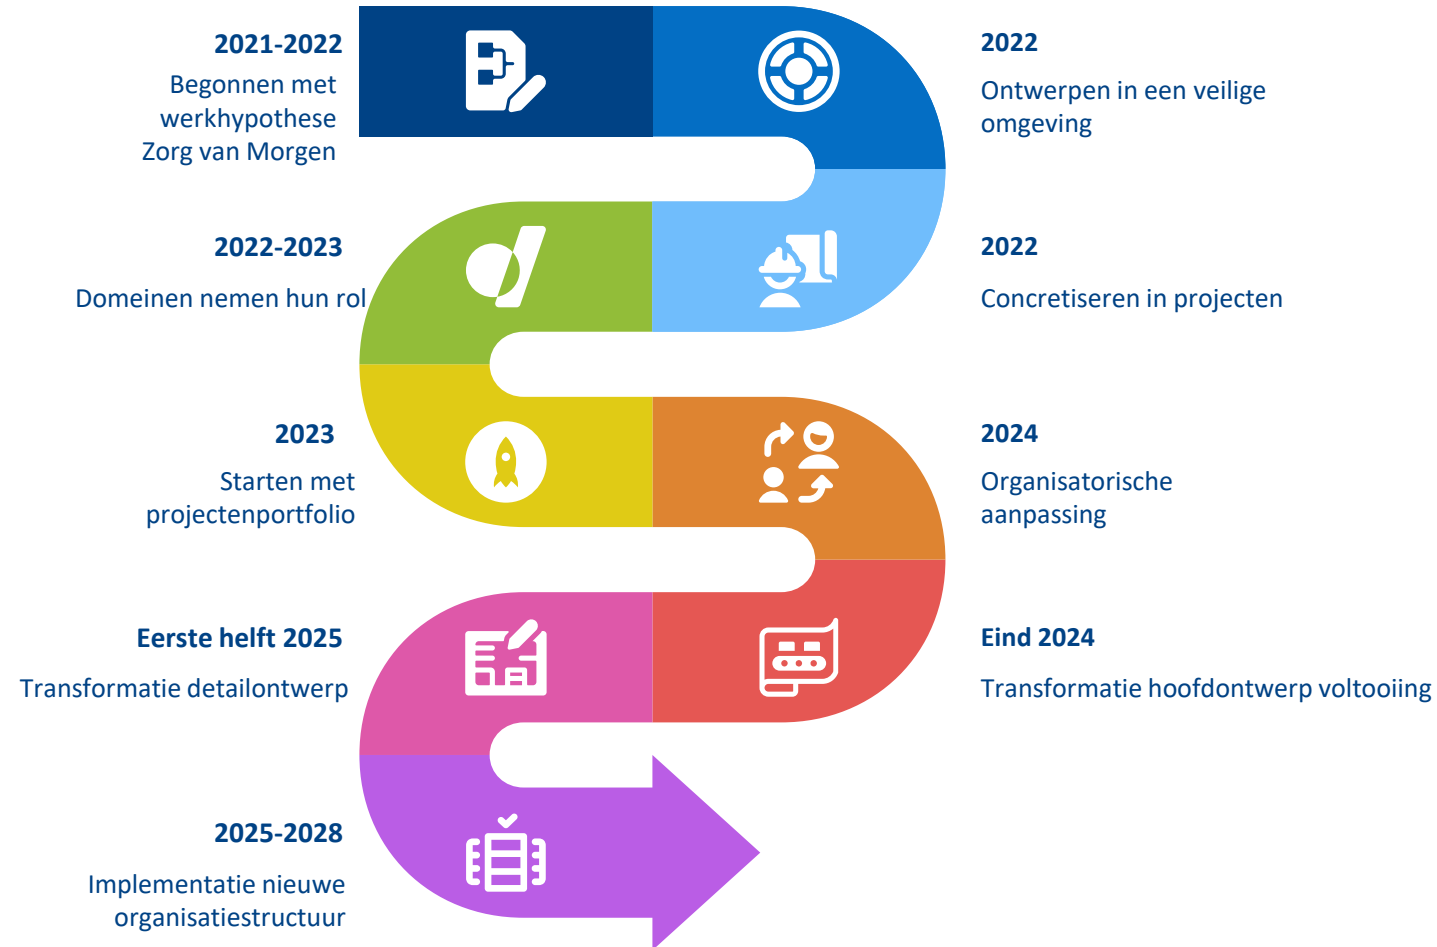 2021-2022
Begonnen met
werkhypothese
Zorg van Morgen
2022
Ontwerpen in een veilige
omgeving
2022
Concretiseren in projecten
2022-2023
Domeinen nemen hun rol
2023
Starten met
projectenportfolio
2024
Organisatorische
aanpassing
Eind 2024
Transformatie hoofdontwerp voltooiing
Eerste helft 2025
Transformatie detailontwerp
2025-2028
Implementatie nieuwe
organisatiestructuur